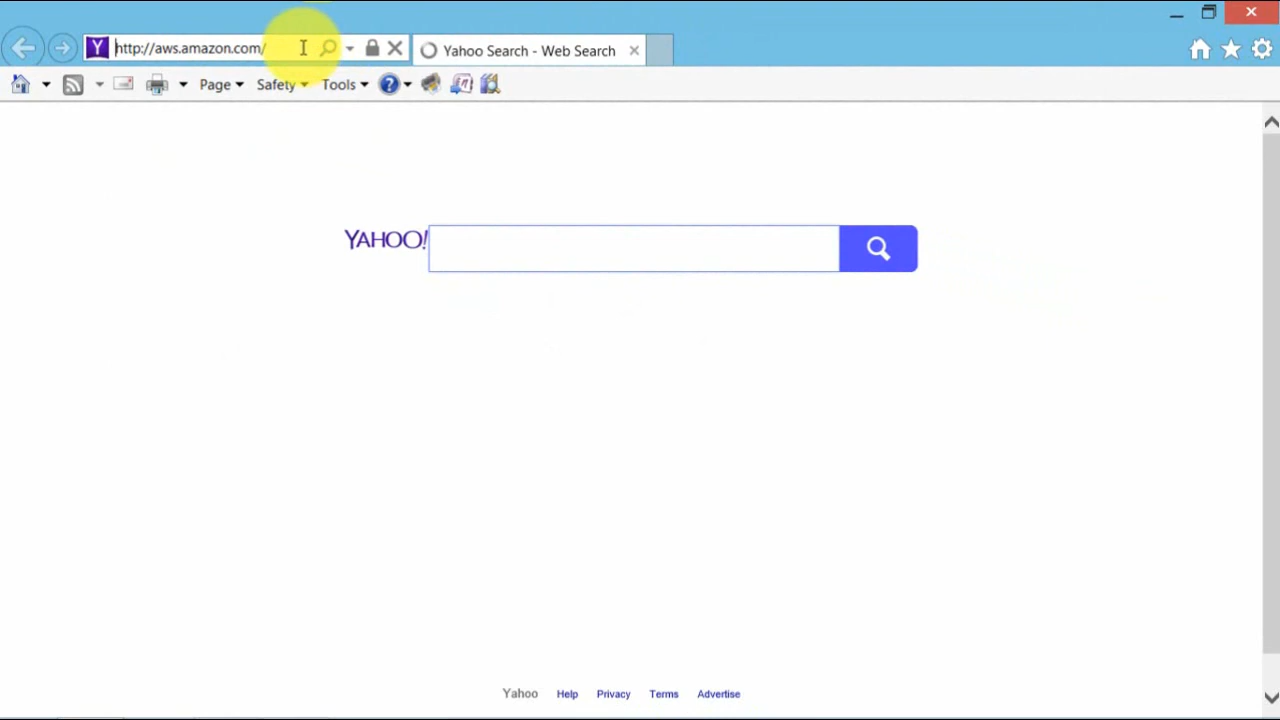 Y http://aws.amazon.com/
Yahoo Search - Web Search
Page Safety Tools ?
YAHOO!
Yahoo Help Privacy Terms Advertise